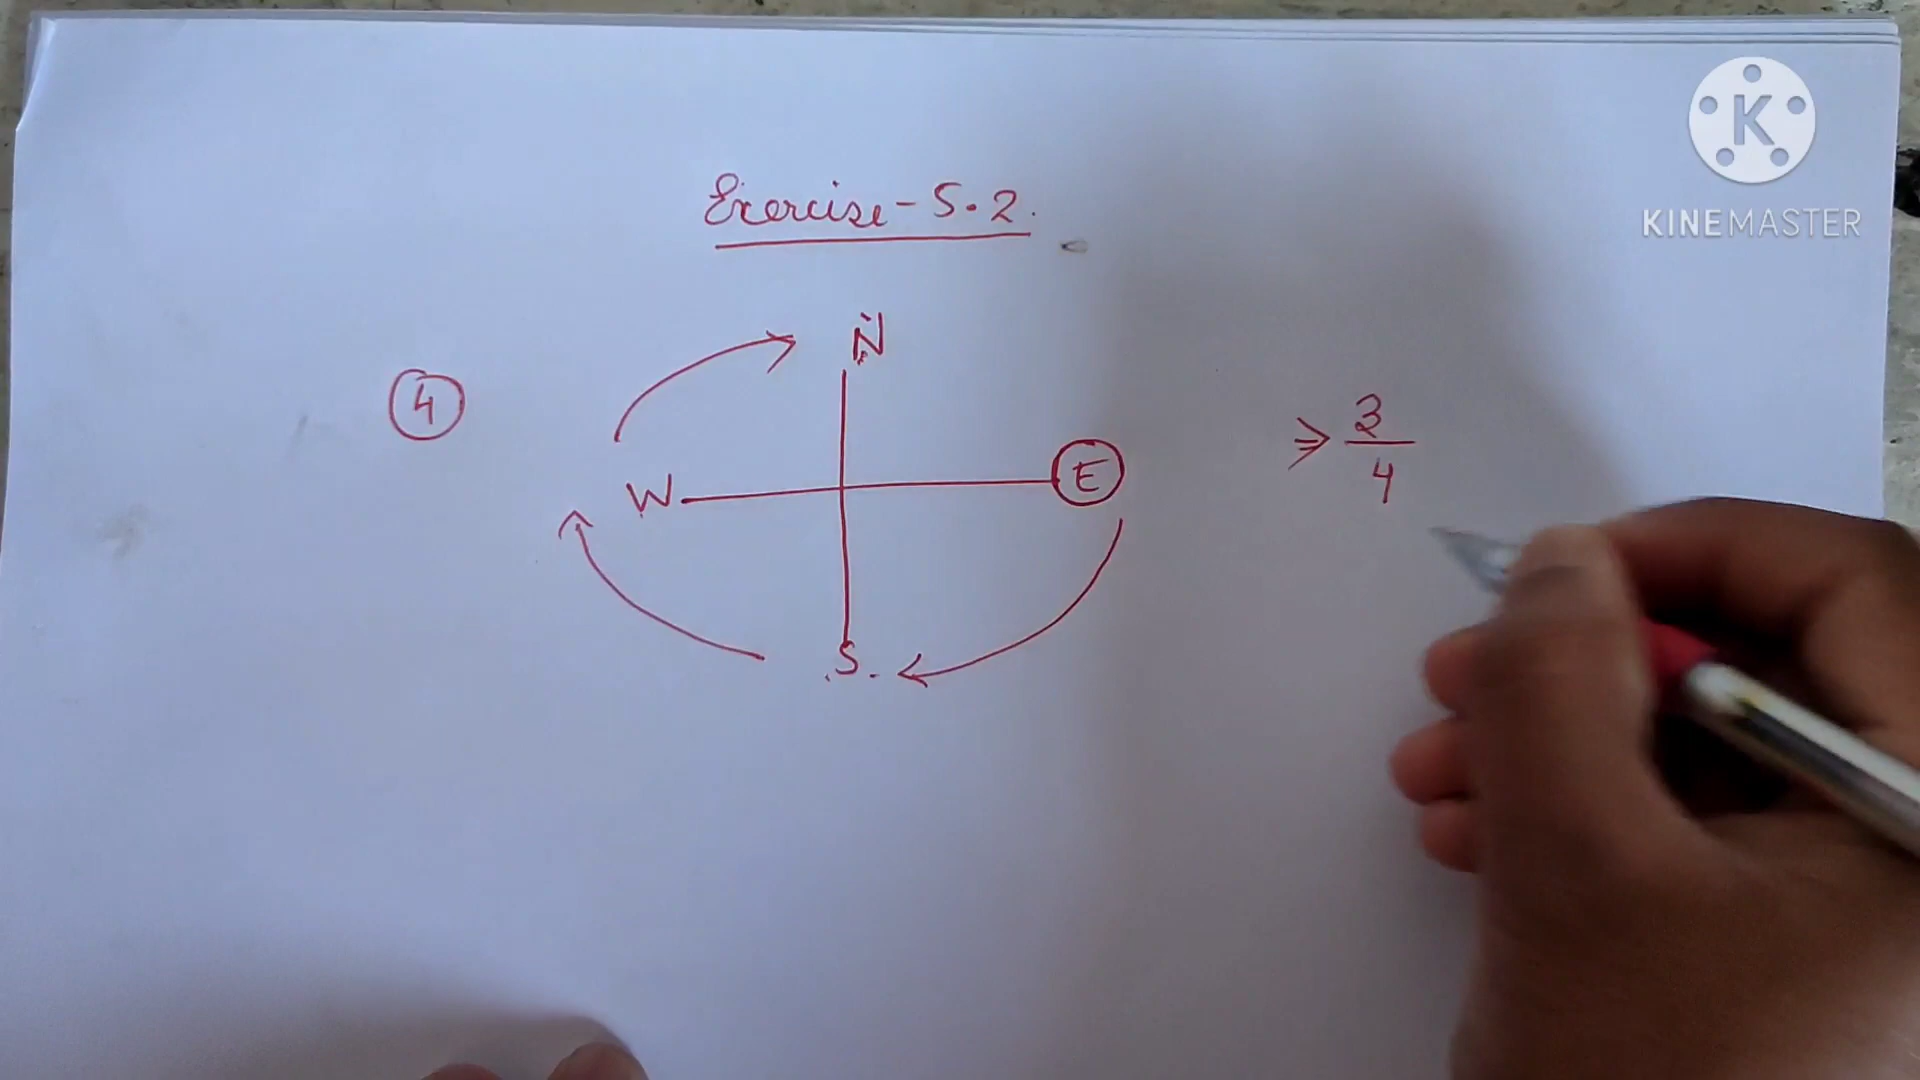 K
KINEMASTER
Exercise - 5.2.
N
4
W
E
S.
⇒ 3/4